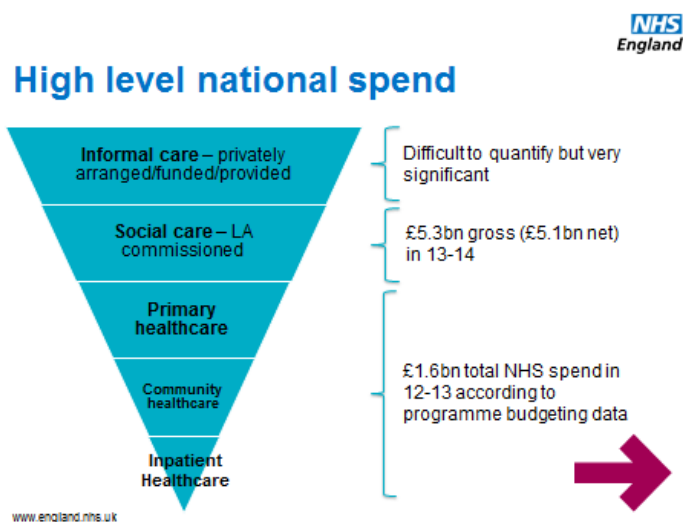 NHS
England
High level national spend
Informal care – privately
arranged/funded/provided
Difficult to quantify but very
significant
Social care – LA
commissioned
£5.3bn gross (£5.1bn net)
in 13-14
Primary
healthcare
Community
healthcare
Inpatient
Healthcare
£1.6bn total NHS spend in
12-13 according to
programme budgeting data
www.england.nhs.uk